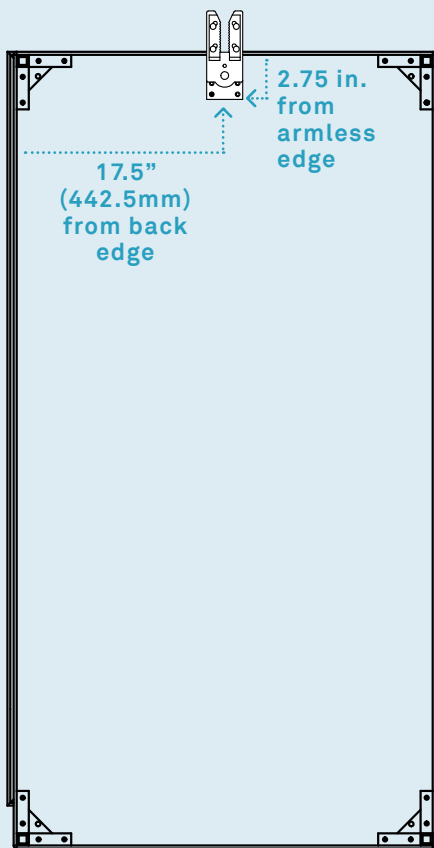 2.75 in.
from
armless
edge
17.5”
(442.5mm)
from back
edge